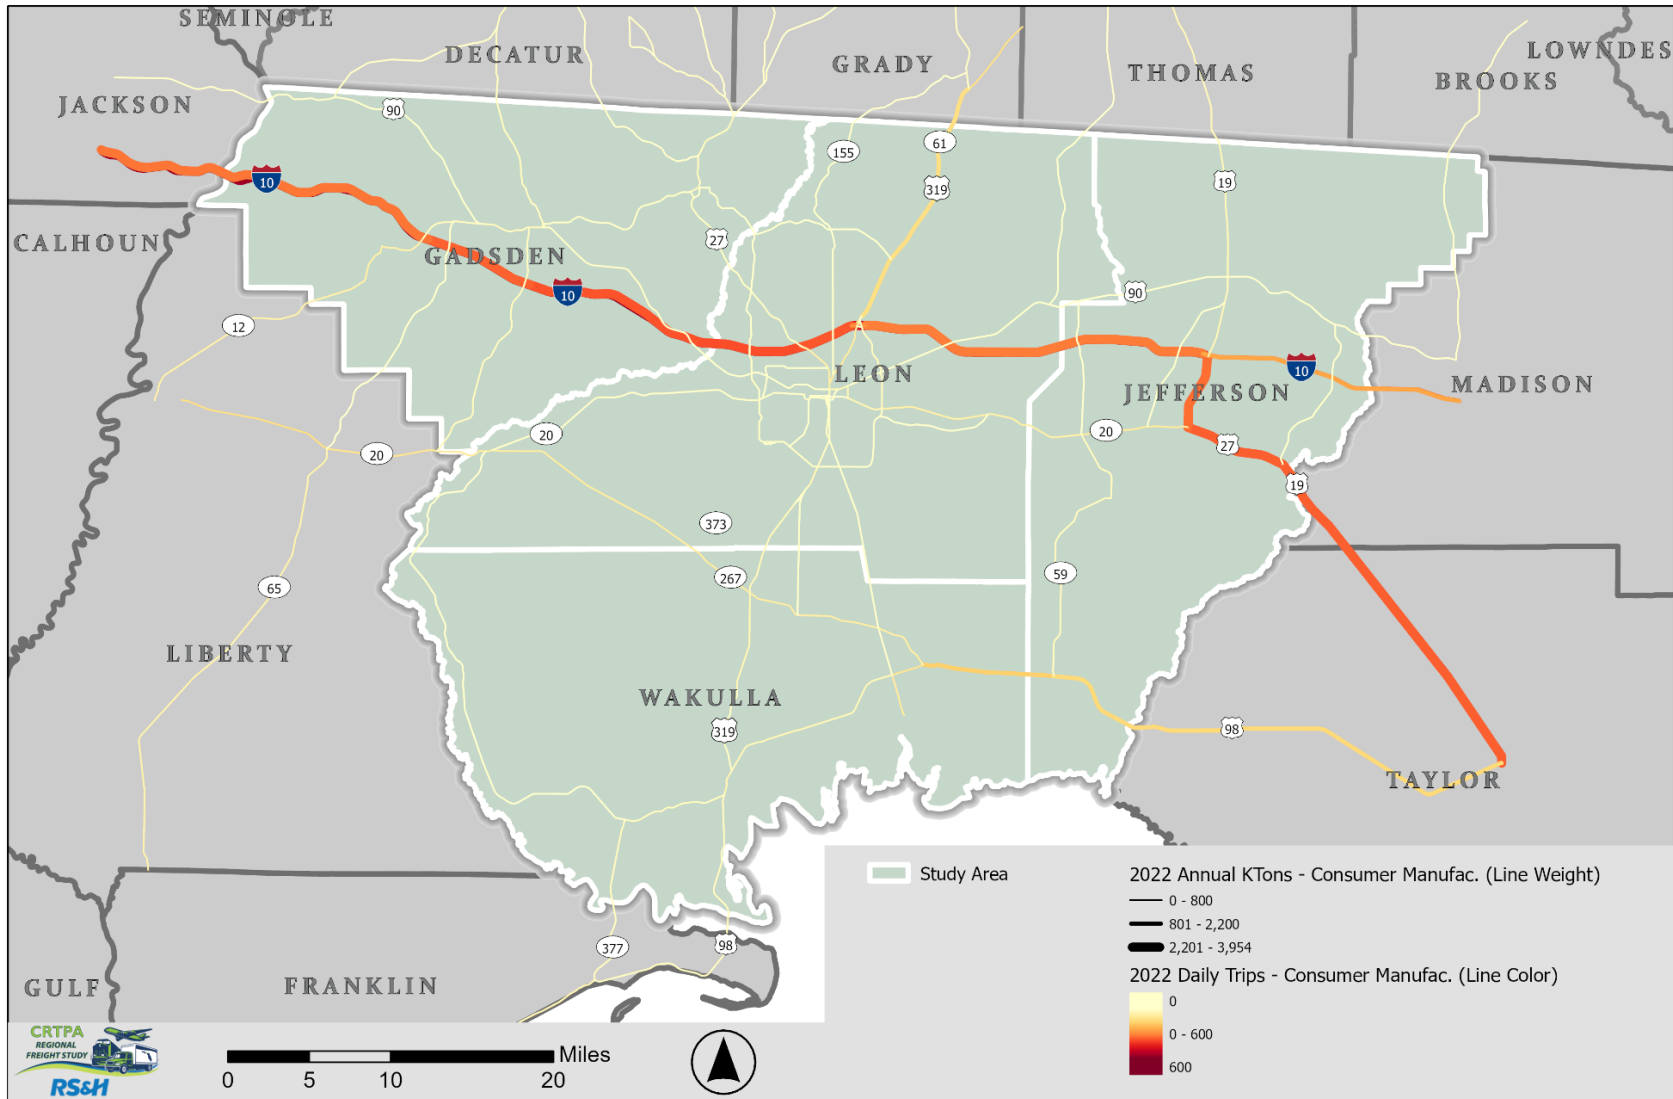 SEMINOLE
DECATUR
GRADY
THOMAS
LOWNDES
BROOKS
JACKSON
90
155
61
319
19
10
CALHOUN
27
GADSDEN
10
90
12
LEON
10
JEFFERSON
MADISON
20
20
20
27
19
373
267
59
65
LIBERTY
WAKULLA
319
98
TAYLOR
377
98
GULF
FRANKLIN
Study Area
2022 Annual KTons - Consumer Manufac. (Line Weight)
0 - 800
801 - 2,200
2,201 - 3,954
2022 Daily Trips - Consumer Manufac. (Line Color)
0
0 - 600
600
CRTPA
REGIONAL
FREIGHT STUDY
RS&H
Miles
0 5 10 20